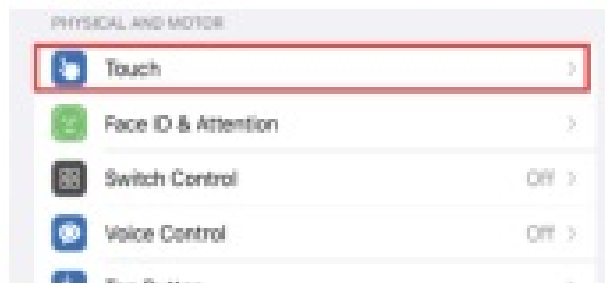 PHYSICAL AND MOTOR
Touch
Face ID & Attention
Switch Control Off
Voice Control Off